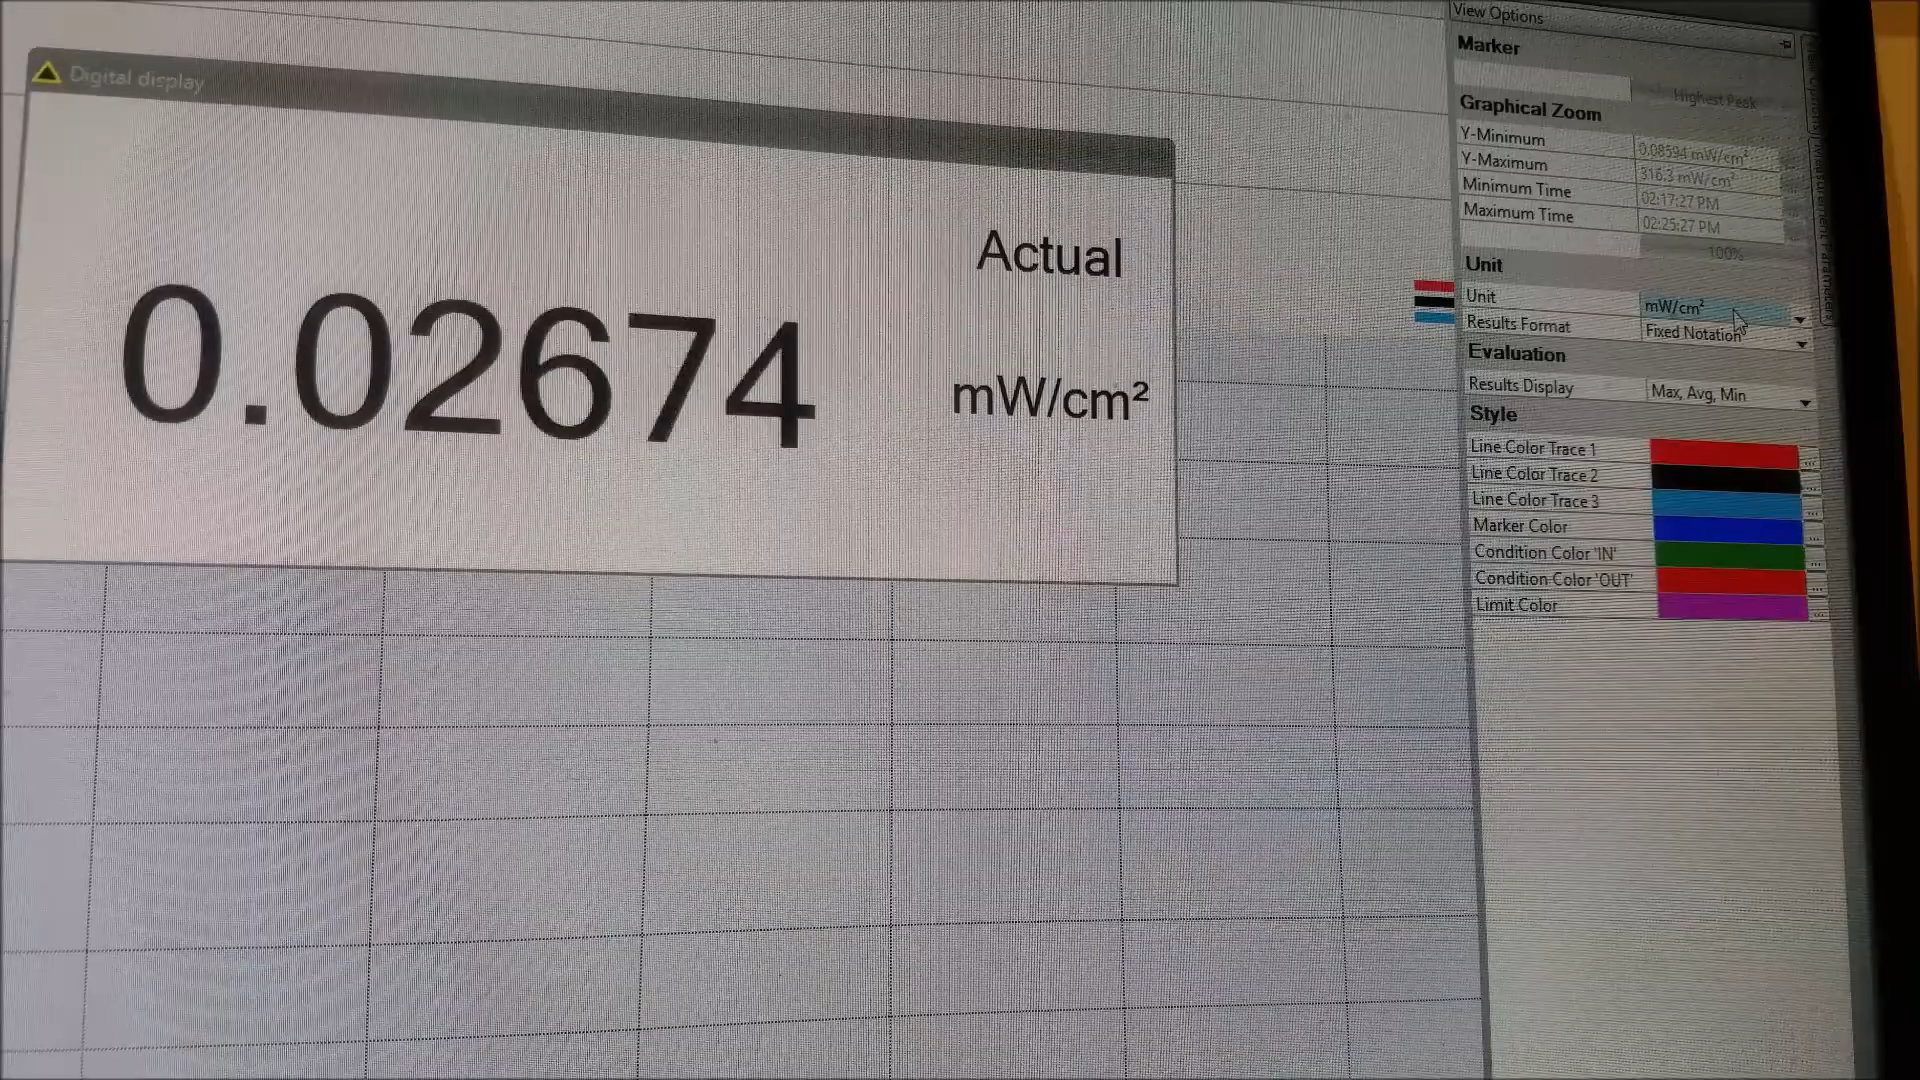 Digital display
Actual
0.02674
mW/cm²
View Options
Marker
Highest Peak
Graphical Zoom
Y-Minimum 0.08594 mW/cm²
Y-Maximum 316.3 mW/cm²
Minimum Time 02:17:27 PM
Maximum Time 02:25:27 PM
100%
Unit
Unit mW/cm²
Results Format Fixed Notation
Evaluation
Results Display Max, Avg, Min
Style
Line Color Trace 1 ...
Line Color Trace 2 ...
Line Color Trace 3 ...
Marker Color ...
Condition Color 'IN' ...
Condition Color 'OUT' ...
Limit Color ...